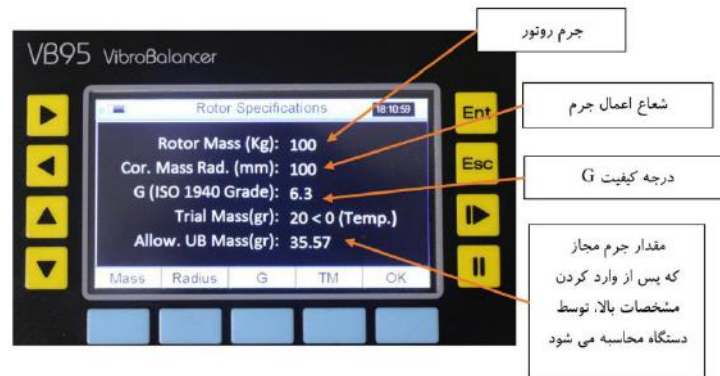 VB95 VibroBalancer
Rotor Specifications 18:10:59
Rotor Mass (Kg): 100
Cor. Mass Rad. (mm): 100
G (ISO 1940 Grade): 6.3
Trial Mass(gr): 20 < 0 (Temp.)
Allow. UB Mass(gr): 35.57
Mass Radius G TM OK
Ent
Esc
جرم روتور
شعاع اعمال جرم
درجه کیفیت G
مقدار جرم مجاز
که پس از وارد کردن
مشخصات بالا، توسط
دستگاه محاسبه می شود